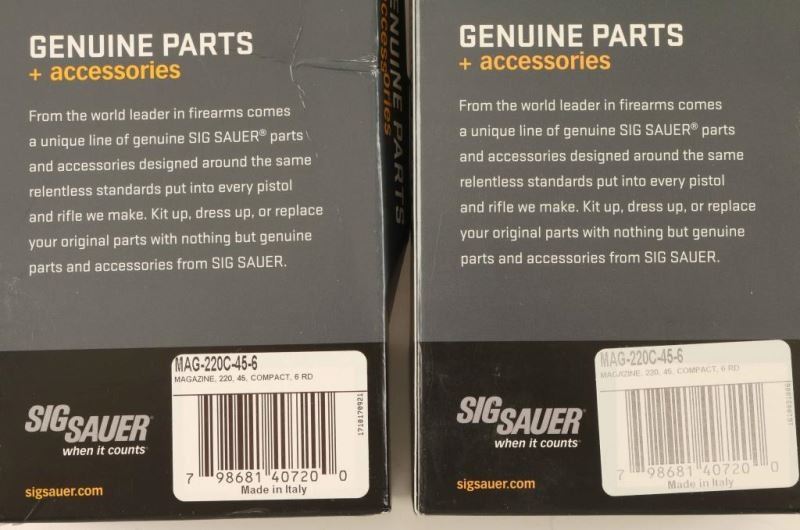 GENUINE PARTS
+ accessories
From the world leader in firearms comes
a unique line of genuine SIG SAUER® parts
and accessories designed around the same
relentless standards put into every pistol
and rifle we make. Kit up, dress up, or replace
your original parts with nothing but genuine
parts and accessories from SIG SAUER.
MAG-220C-45-6
MAGAZINE, 220, 45, COMPACT, 6 RD
1710170921
7 98681 40720 0
Made in Italy
SIG SAUER
when it counts
sigsauer.com
GENUINE PARTS
accessories
GENUINE PARTS
+ accessories
From the world leader in firearms comes
a unique line of genuine SIG SAUER® parts
and accessories designed around the same
relentless standards put into every pistol
and rifle we make. Kit up, dress up, or replace
your original parts with nothing but genuine
parts and accessories from SIG SAUER.
MAG-220C-45-6
MAGAZINE, 220, 45, COMPACT, 6 RD
7 98681 40720 0
Made in Italy
SIG SAUER
when it counts
sigsauer.com